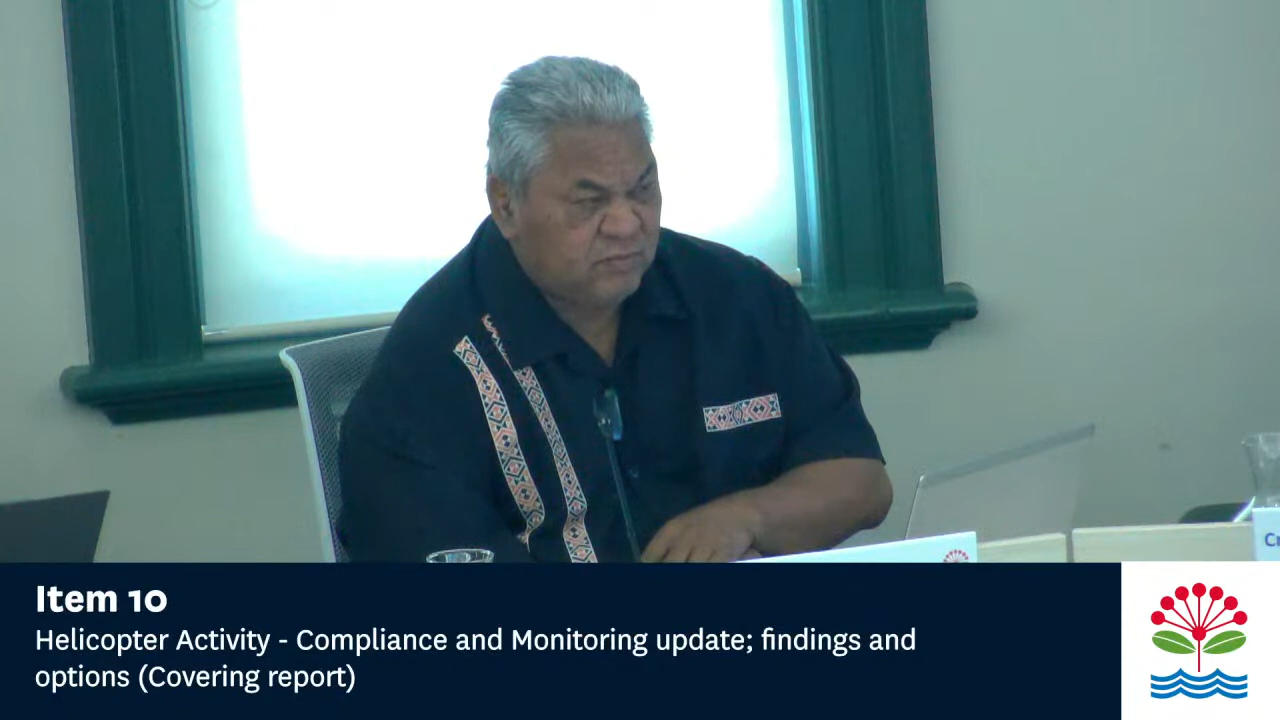 Item 10
Helicopter Activity - Compliance and Monitoring update; findings and
options (Covering report)